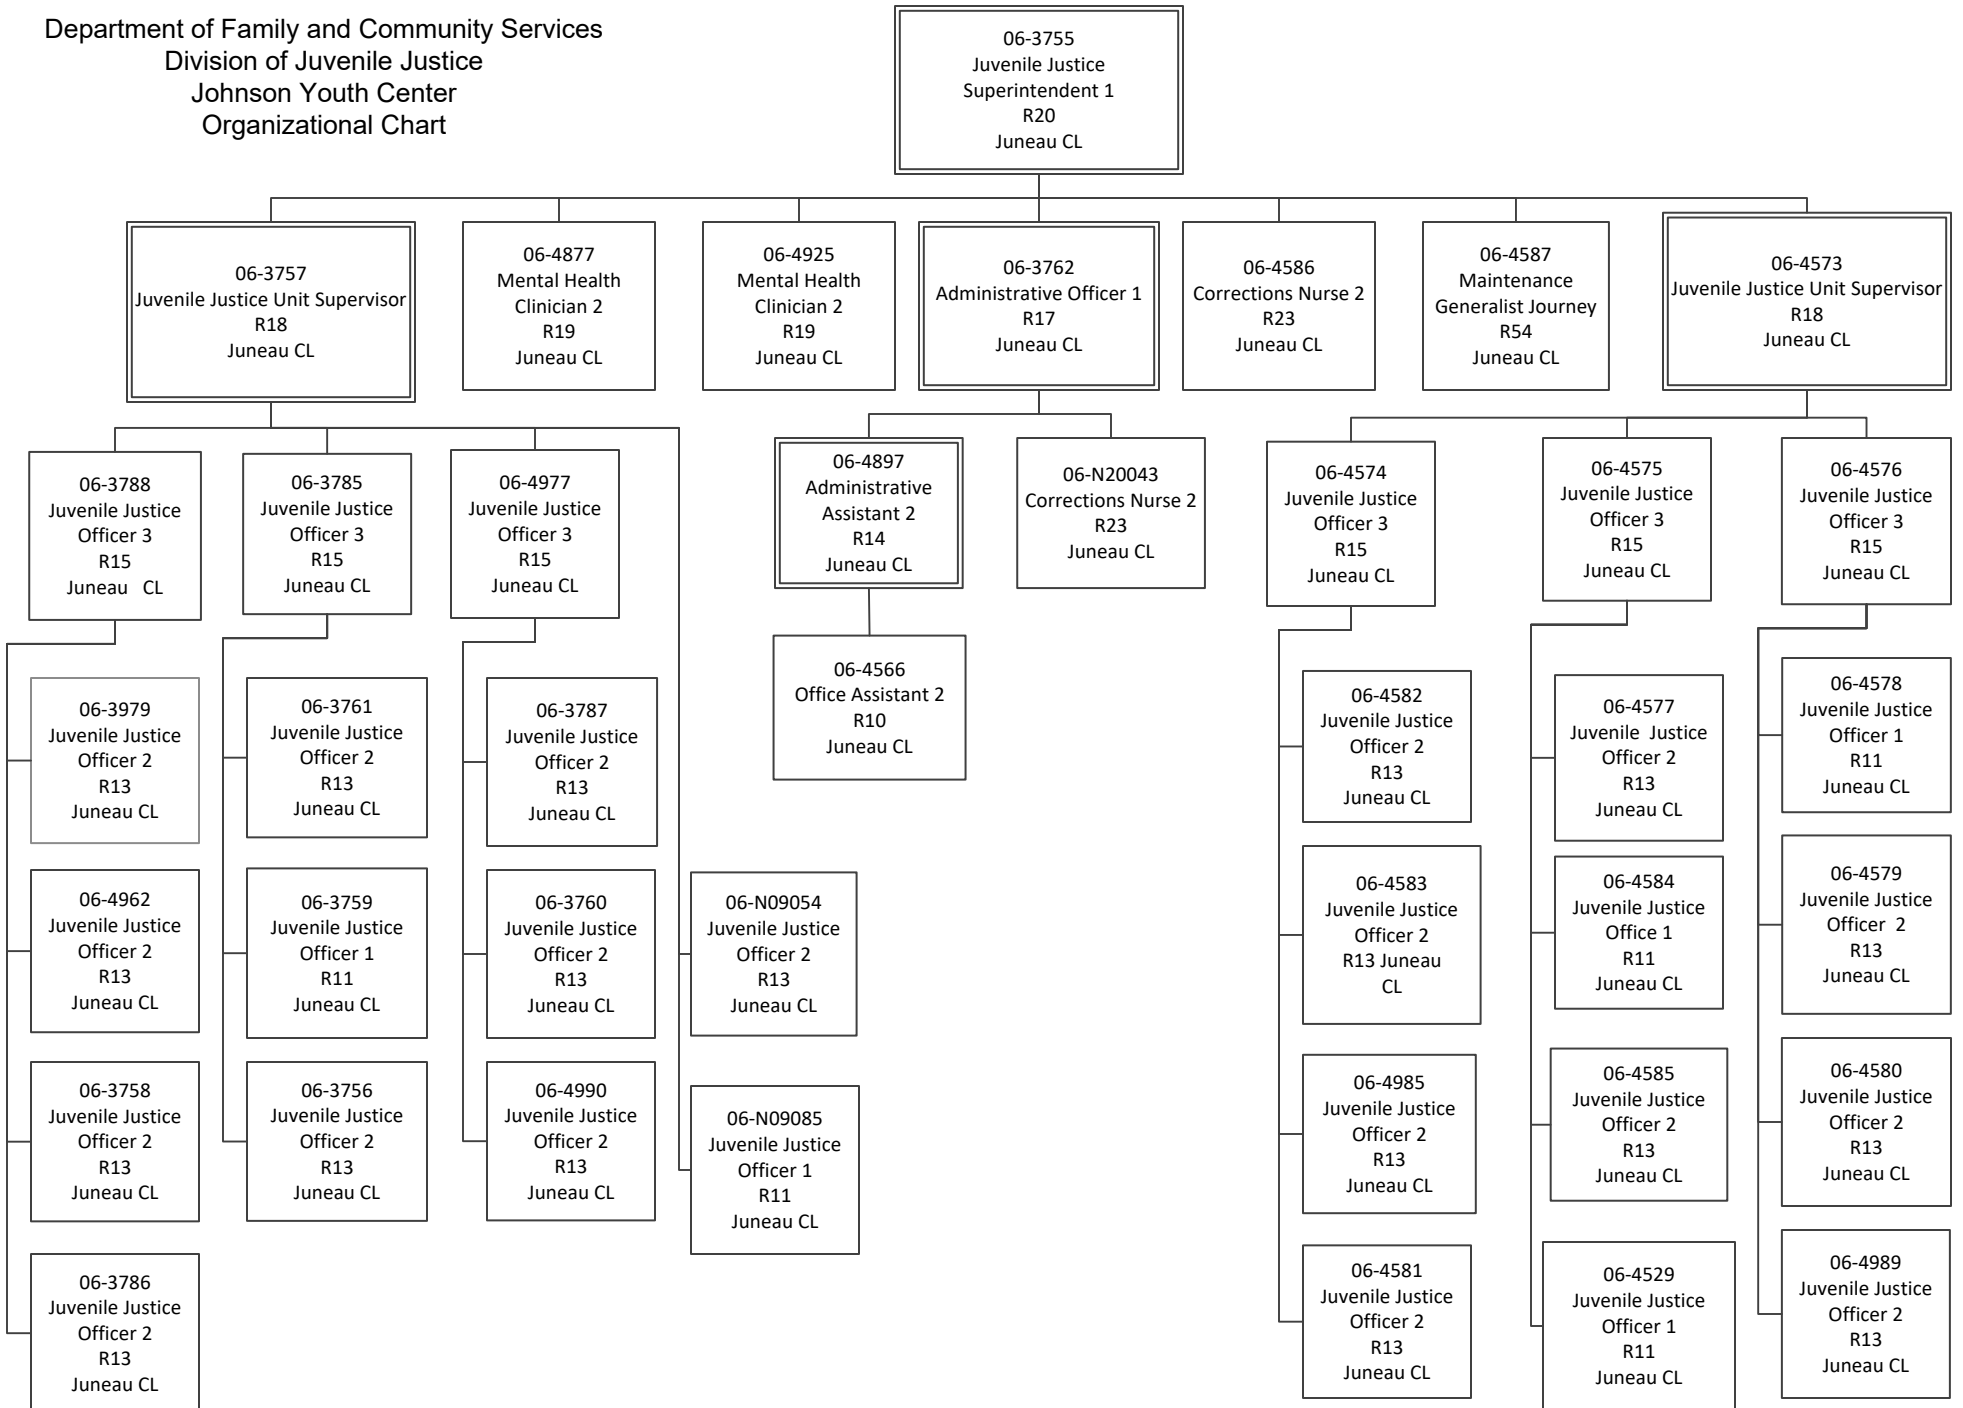 Department of Family and Community Services
Division of Juvenile Justice
Johnson Youth Center
Organizational Chart
06-3755
Juvenile Justice
Superintendent 1
R20
Juneau CL
06-3757
Juvenile Justice Unit Supervisor
R18
Juneau CL
06-4877
Mental Health
Clinician 2
R19
Juneau CL
06-4925
Mental Health
Clinician 2
R19
Juneau CL
06-3762
Administrative Officer 1
R17
Juneau CL
06-4586
Corrections Nurse 2
R23
Juneau CL
06-4587
Maintenance
Generalist Journey
R54
Juneau CL
06-4573
Juvenile Justice Unit Supervisor
R18
Juneau CL
06-3788
Juvenile Justice
Officer 3
R15
Juneau   CL
06-3785
Juvenile Justice
Officer 3
R15
Juneau CL
06-4977
Juvenile Justice
Officer 3
R15
Juneau CL
06-4897
Administrative
Assistant 2
R14
Juneau CL
06-N20043
Corrections Nurse 2
R23
Juneau CL
06-4574
Juvenile Justice
Officer 3
R15
Juneau CL
06-4575
Juvenile Justice
Officer 3
R15
Juneau CL
06-4576
Juvenile Justice
Officer 3
R15
Juneau CL
06-4566
Office Assistant 2
R10
Juneau CL
06-3979
Juvenile Justice
Officer 2
R13
Juneau CL
06-3761
Juvenile Justice
Officer 2
R13
Juneau CL
06-3787
Juvenile Justice
Officer 2
R13
Juneau CL
06-4582
Juvenile Justice
Officer 2
R13
Juneau CL
06-4577
Juvenile  Justice
Officer 2
R13
Juneau CL
06-4578
Juvenile Justice
Officer 1
R11
Juneau CL
06-4962
Juvenile Justice
Officer 2
R13
Juneau CL
06-3759
Juvenile Justice
Officer 1
R11
Juneau CL
06-3760
Juvenile Justice
Officer 2
R13
Juneau CL
06-N09054
Juvenile Justice
Officer 2
R13
Juneau CL
06-4583
Juvenile Justice
Officer 2
R13 Juneau
CL
06-4584
Juvenile Justice
Office 1
R11
Juneau CL
06-4579
Juvenile Justice
Officer  2
R13
Juneau CL
06-3758
Juvenile Justice
Officer 2
R13
Juneau CL
06-3756
Juvenile Justice
Officer 2
R13
Juneau CL
06-4990
Juvenile Justice
Officer 2
R13
Juneau CL
06-N09085
Juvenile Justice
Officer 1
R11
Juneau CL
06-4985
Juvenile Justice
Officer 2
R13
Juneau CL
06-4585
Juvenile Justice
Officer 2
R13
Juneau CL
06-4580
Juvenile Justice
Officer 2
R13
Juneau CL
06-3786
Juvenile Justice
Officer 2
R13
Juneau CL
06-4581
Juvenile Justice
Officer 2
R13
Juneau CL
06-4529
Juvenile Justice
Officer 1
R11
Juneau CL
06-4989
Juvenile Justice
Officer 2
R13
Juneau CL